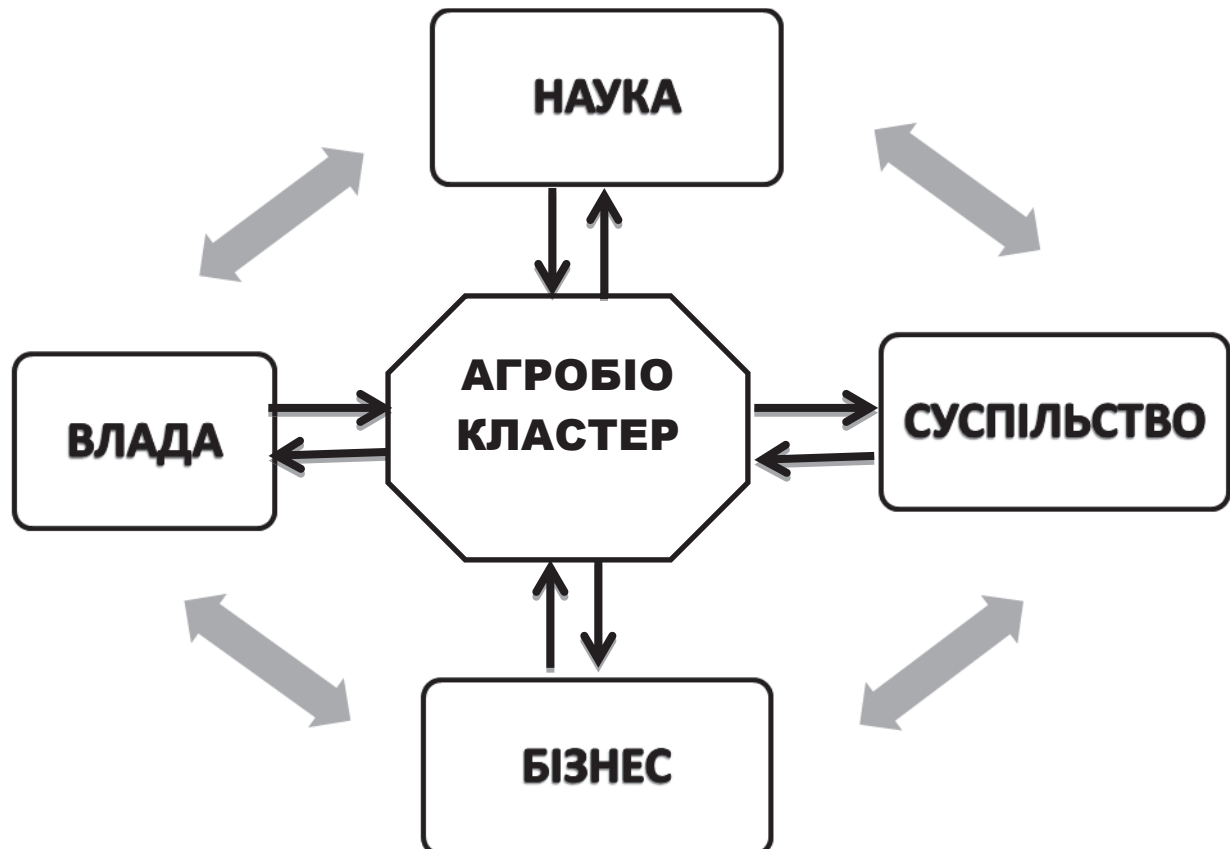 НАУКА
АГРОБІО
КЛАСТЕР
ВЛАДА
СУСПІЛЬСТВО
БІЗНЕС